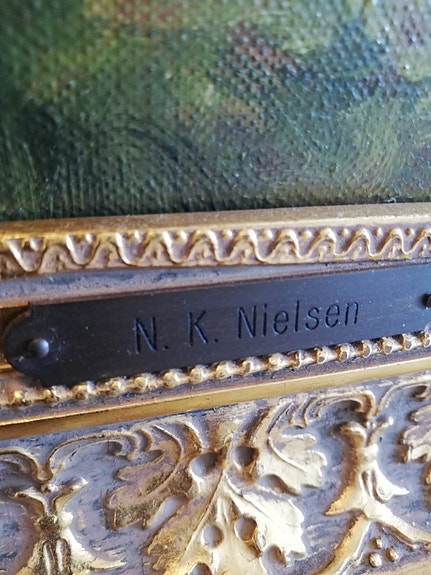 N. K. Nielsen